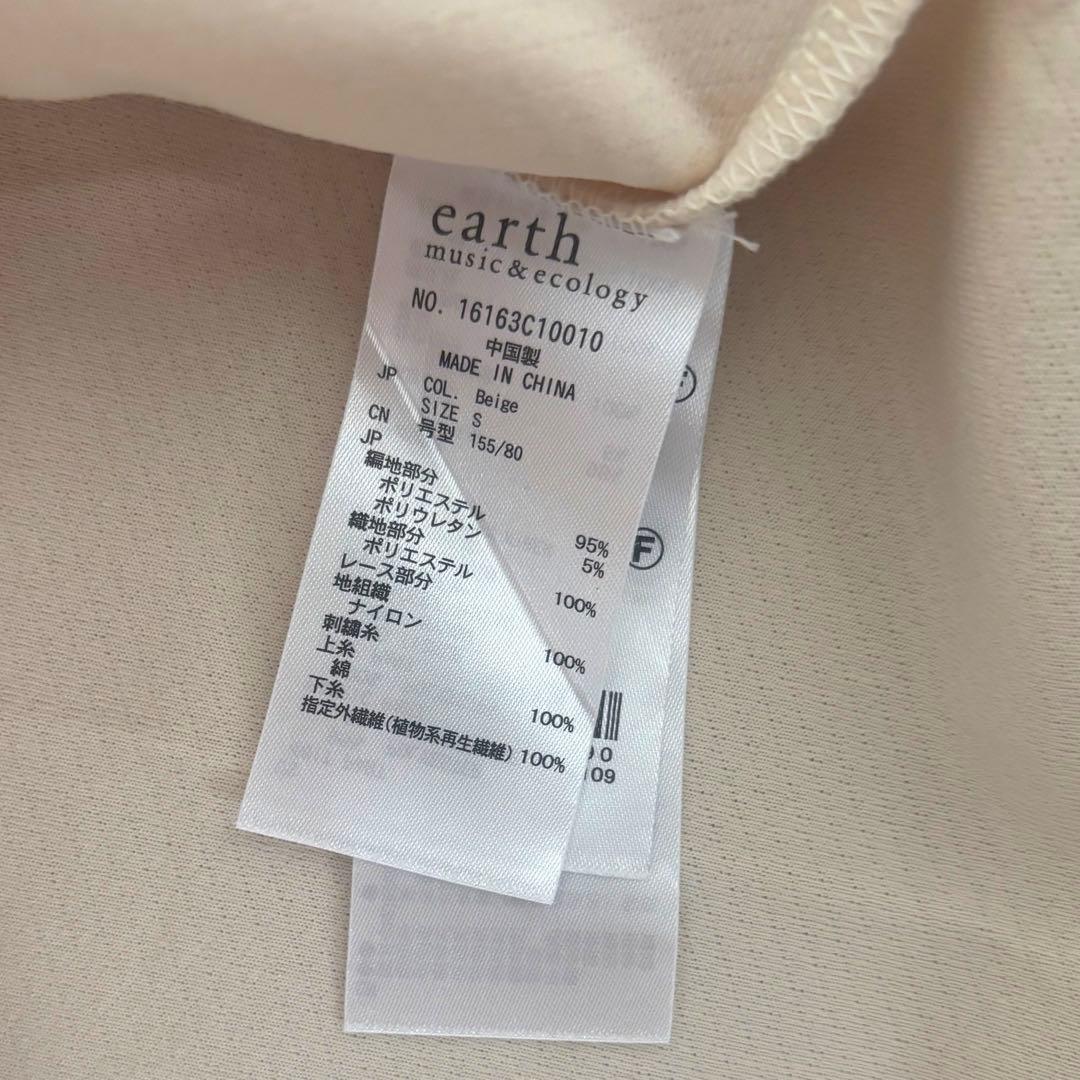 earth
music&ecology
NO. 16163C10010
中国製
MADE IN CHINA
JP COL. Beige
SIZE S
CN 号型 155/80
JP
編地部分
ポリエステル 95%
ポリウレタン 5%
織地部分
ポリエステル 100%
レース部分
地組織
ナイロン 100%
刺繍糸
上糸
綿 100%
下糸
指定外繊維(植物系再生繊維) 100%
F
90
109